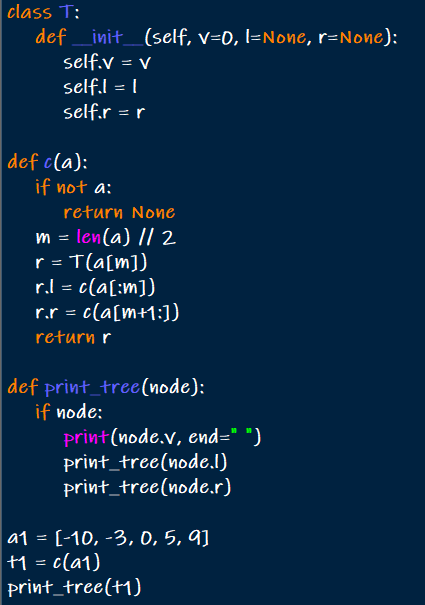 class T:
    def __init__(self, v=0, l=None, r=None):
        self.v = v
        self.l = l
        self.r = r

def c(a):
    if not a:
        return None
    m = len(a) // 2
    r = T(a[m])
    r.l = c(a[:m])
    r.r = c(a[m+1:])
    return r

def print_tree(node):
    if node:
        print(node.v, end=" ")
        print_tree(node.l)
        print_tree(node.r)

a1 = [-10, -3, 0, 5, 9]
t1 = c(a1)
print_tree(t1)